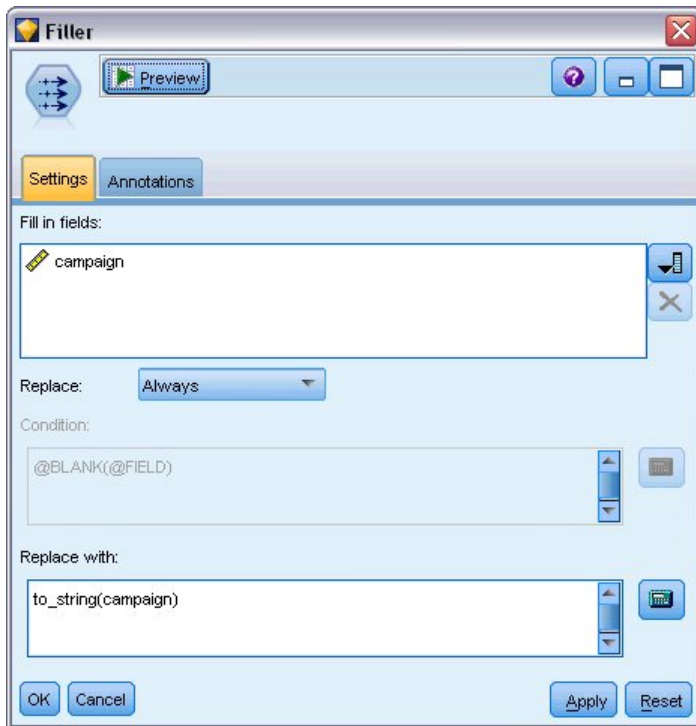 Filler
Preview
Settings Annotations
Fill in fields:
campaign
Replace: Always
Condition:
@BLANK(@FIELD)
Replace with:
to_string(campaign)
OK Cancel Apply Reset